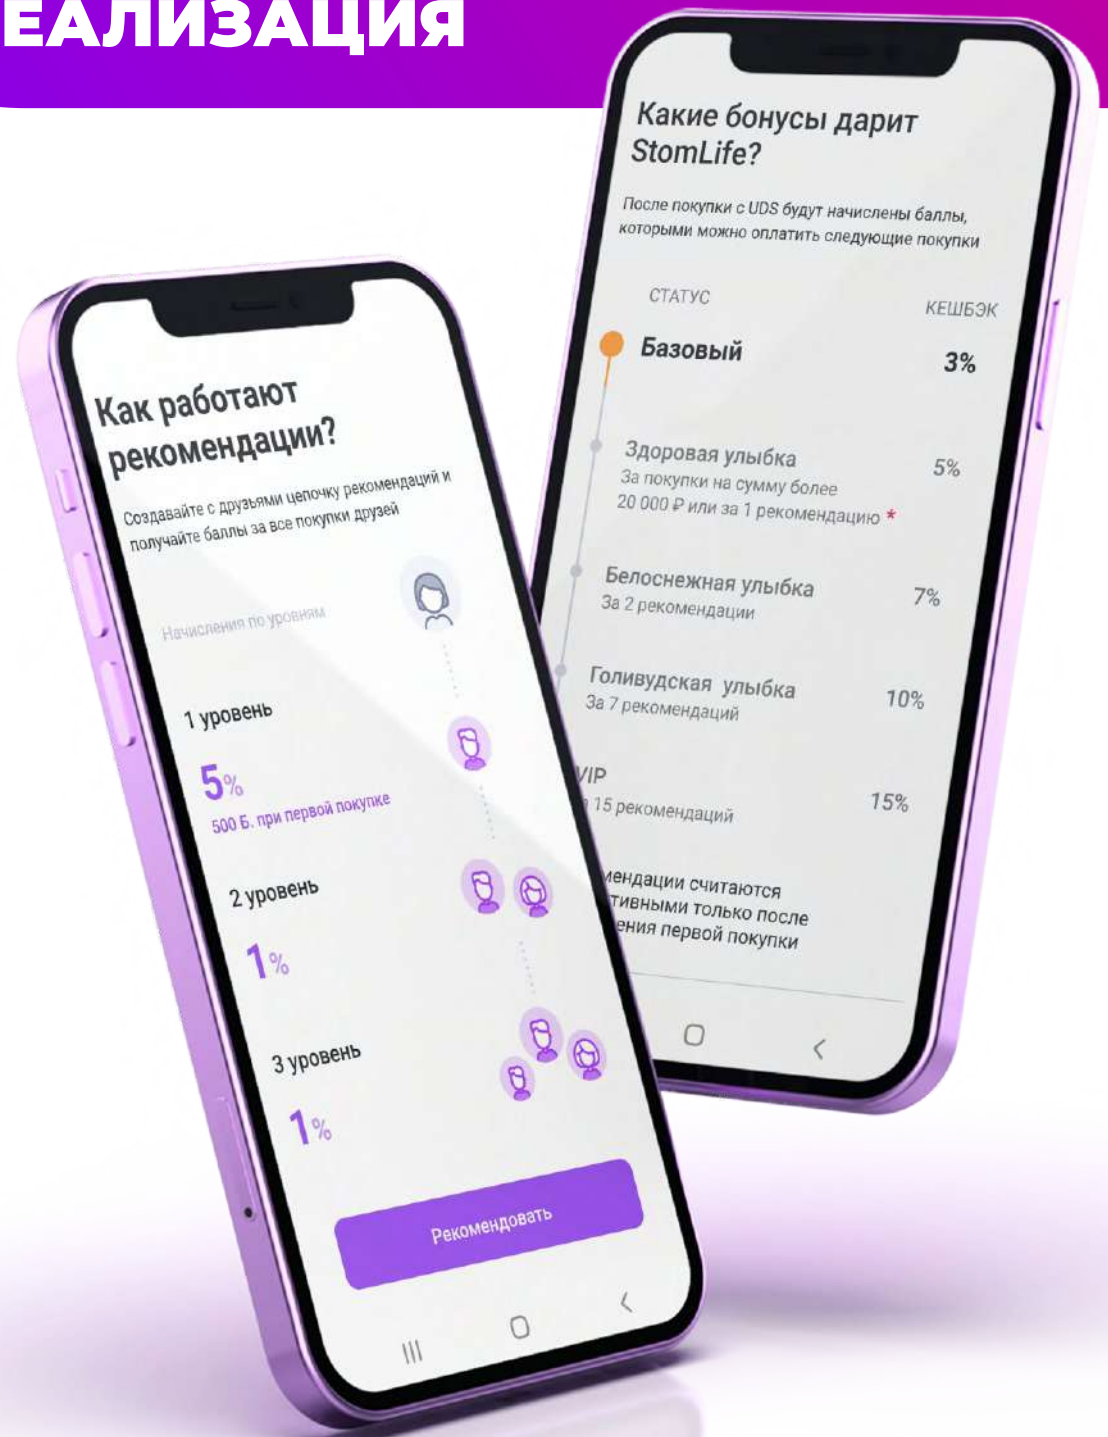 ЕАЛИЗАЦИЯ
Как работают
рекомендации?
Создавайте с друзьями цепочку рекомендаций и
получайте баллы за все покупки друзей
Начисления по уровням
1 уровень
5%
500 Б. при первой покупке
2 уровень
1%
3 уровень
1%
Рекомендовать
Какие бонусы дарит
StomLife?
После покупки с UDS будут начислены баллы,
которыми можно оплатить следующие покупки
СТАТУС КЕШБЭК
Базовый 3%
Здоровая улыбка 5%
За покупки на сумму более
20 000 ₽ или за 1 рекомендацию *
Белоснежная улыбка 7%
За 2 рекомендации
Голивудская улыбка 10%
За 7 рекомендаций
VIP 15%
15 рекомендаций
мендации считаются
тивными только после
ения первой покупки